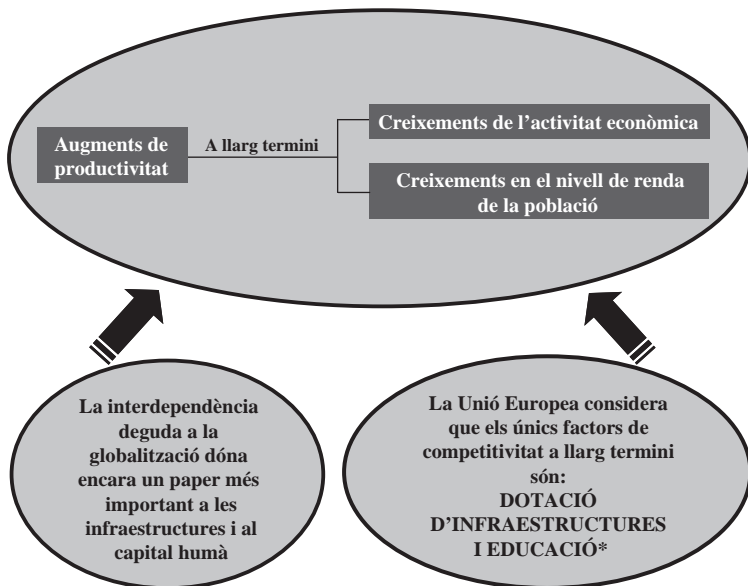 Augments de
productivitat
A llarg termini
Creixements de l’activitat econòmica
Creixements en el nivell de renda
de la població
La interdependència
deguda a la
globalització dóna
encara un paper més
important a les
infraestructures i al
capital humà
La Unió Europea considera
que els únics factors de
competitivitat a llarg termini
són:
DOTACIÓ
D’INFRAESTRUCTURES
I EDUCACIÓ*